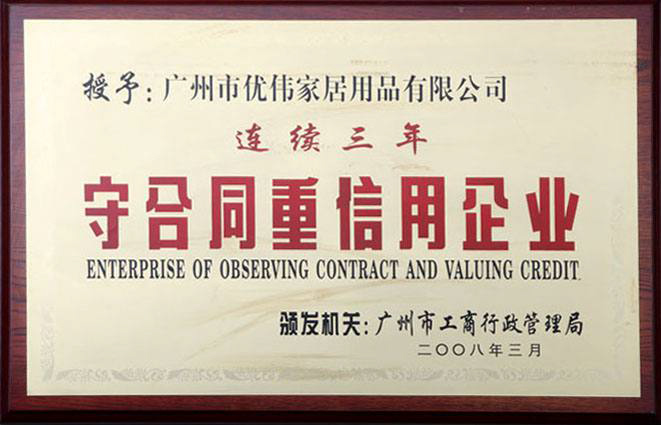 授予：广州市优伟家居用品有限公司
连续三年
守合同重信用企业
ENTERPRISE OF OBSERVING CONTRACT AND VALUING CREDIT
颁发机关：广州市工商行政管理局
二〇〇八年三月